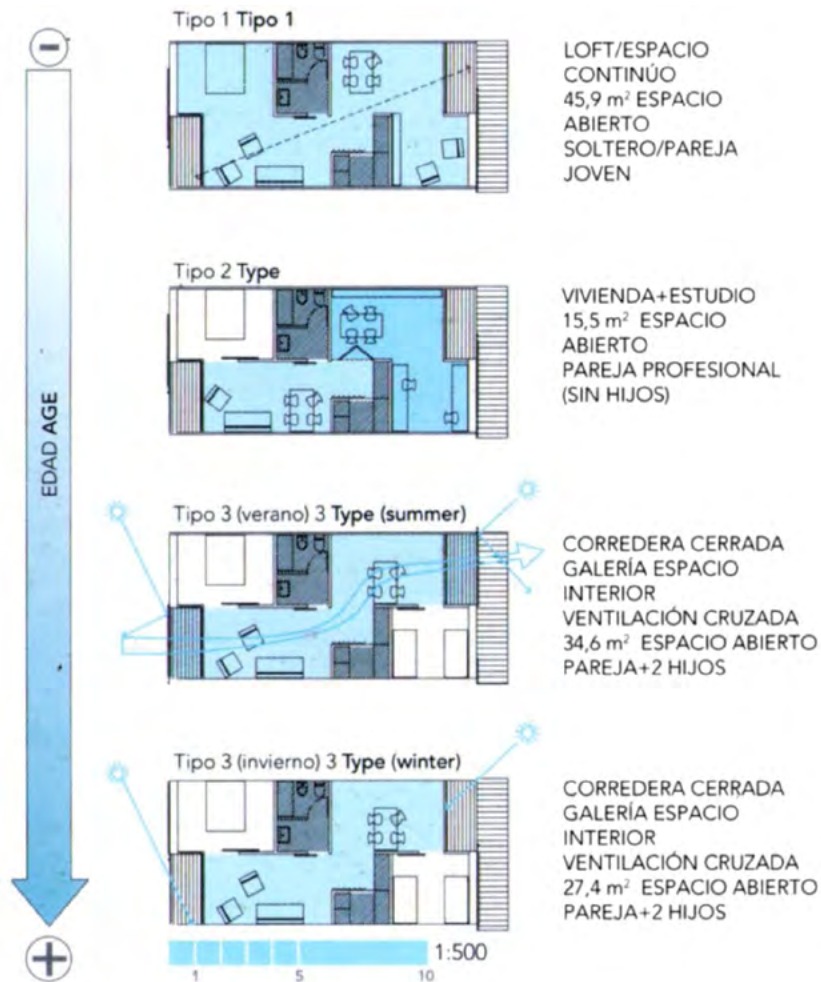 Tipo 1 Tipo 1
LOFT/ESPACIO
CONTINÚO
45,9 m² ESPACIO
ABIERTO
SOLTERO/PAREJA
JOVEN
Tipo 2 Type
VIVIENDA+ESTUDIO
15,5 m² ESPACIO
ABIERTO
PAREJA PROFESIONAL
(SIN HIJOS)
EDAD AGE
Tipo 3 (verano) 3 Type (summer)
CORREDERA CERRADA
GALERÍA ESPACIO
INTERIOR
VENTILACIÓN CRUZADA
34,6 m² ESPACIO ABIERTO
PAREJA+2 HIJOS
Tipo 3 (invierno) 3 Type (winter)
CORREDERA CERRADA
GALERÍA ESPACIO
INTERIOR
VENTILACIÓN CRUZADA
27,4 m² ESPACIO ABIERTO
PAREJA+2 HIJOS
1:500
1 5 10